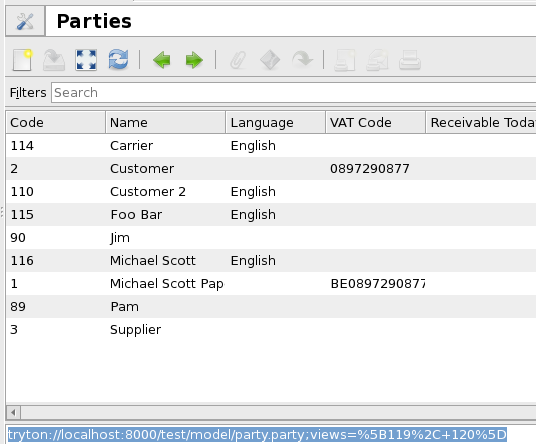 Parties
Filters Search
Code Name Language VAT Code Receivable Toda
114 Carrier English
2 Customer 0897290877
110 Customer 2 English
115 Foo Bar English
90 Jim
116 Michael Scott English
1 Michael Scott Pap BE0897290877
89 Pam
3 Supplier
tryton://localhost:8000/test/model/party.party;views=%5B119%2C+120%5D